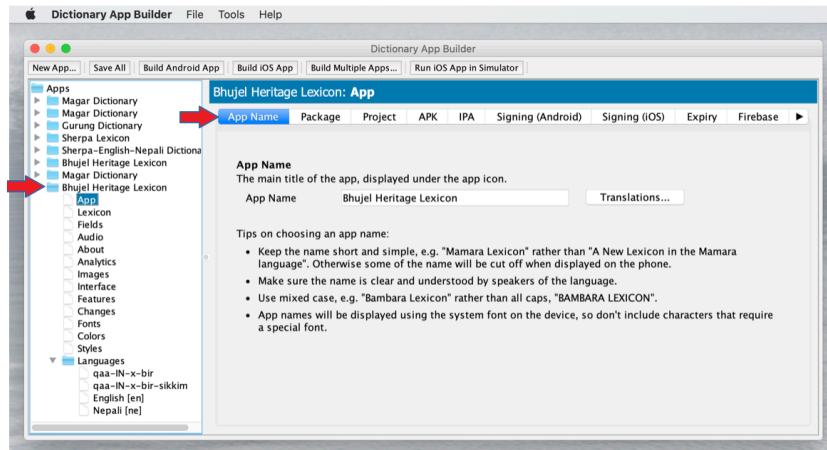 Dictionary App Builder File Tools Help
Dictionary App Builder
New App... Save All Build Android App Build iOS App Build Multiple Apps... Run iOS App in Simulator
Apps
Magar Dictionary
Magar Dictionary
Gurung Dictionary
Sherpa Lexicon
Sherpa-English-Nepali Dictiona
Bhujel Heritage Lexicon
Magar Dictionary
Bhujel Heritage Lexicon
App
Lexicon
Fields
Audio
About
Analytics
Images
Interface
Features
Changes
Fonts
Colors
Styles
Languages
qaa-IN-x-bir
qaa-IN-x-bir-sikkim
English [en]
Nepali [ne]
Bhujel Heritage Lexicon: App
App Name Package Project APK IPA Signing (Android) Signing (iOS) Expiry Firebase
App Name
The main title of the app, displayed under the app icon.
App Name Bhujel Heritage Lexicon Translations...
Tips on choosing an app name:
• Keep the name short and simple, e.g. "Mamara Lexicon" rather than "A New Lexicon in the Mamara
language". Otherwise some of the name will be cut off when displayed on the phone.
• Make sure the name is clear and understood by speakers of the language.
• Use mixed case, e.g. "Bambara Lexicon" rather than all caps, "BAMBARA LEXICON".
• App names will be displayed using the system font on the device, so don't include characters that require
a special font.